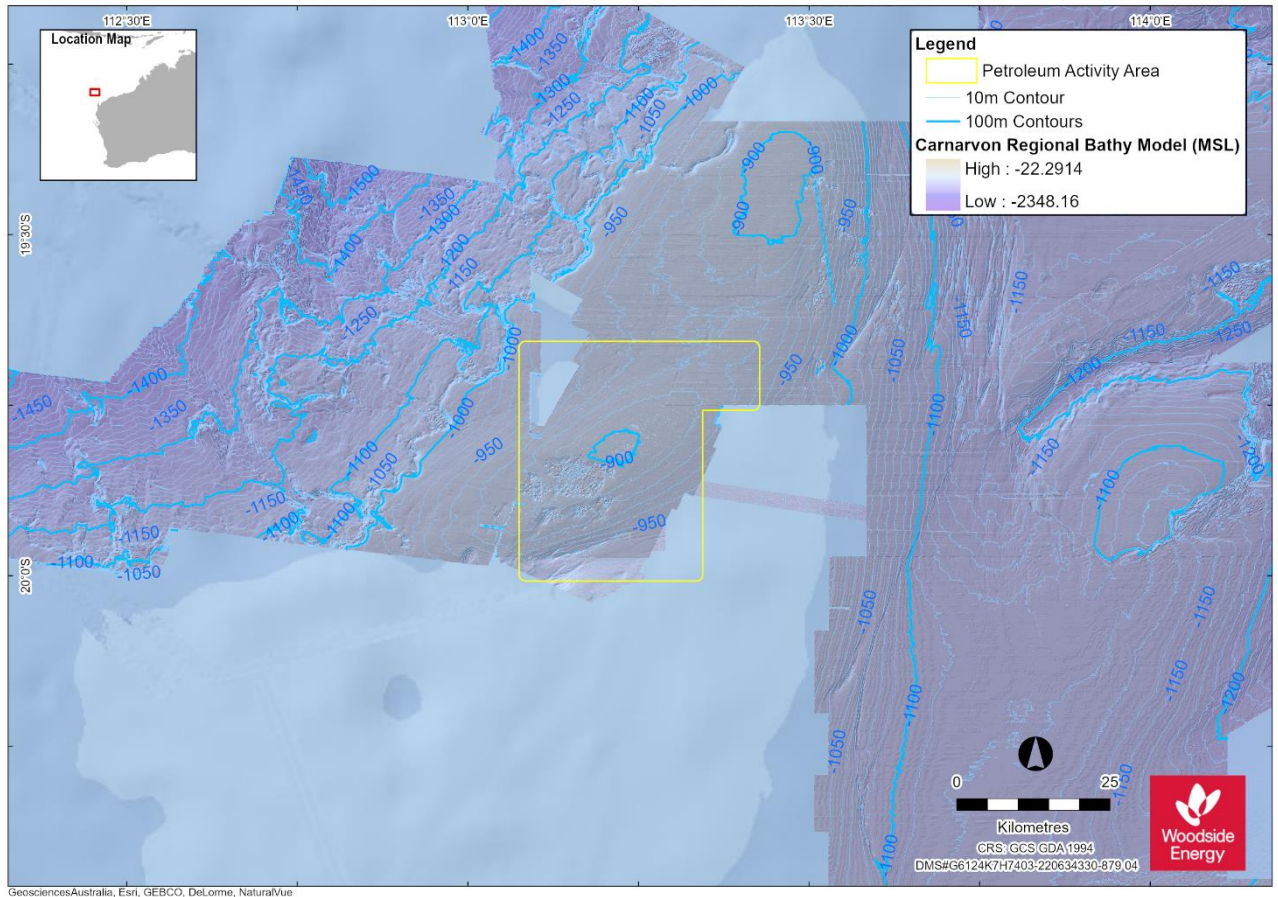 112°30'E
113°0'E
113°30'E
114°0'E
Location Map
Legend
Petroleum Activity Area
10m Contour
100m Contours
Carnarvon Regional Bathy Model (MSL)
High : -22.2914
Low : -2348.16
19°30'S
20°0'S
-1400
-1350
-1300
-1250
-1100
-1050
-1000
-900
-900
-900
-950
-950
-1450
-1500
-1400
-1350
-1300
-1200
-1150
-1250
-1000
-1000
-950
-950
-1000
-1050
-1100
-1150
-1150
-1150
-1150
-1250
-1200
-1150
-1200
-1100
-1400
-1450
-1350
-1100
-1050
-1150
-1100
-1100
-1150
-1100
-1050
-900
-950
-1050
-1100
-1050
-1100
-1150
-1150
-1200
-1150
0
25
Kilometres
CRS: GCS GDA 1994
DMS#G6124K7H7403-220634330-879 04
Woodside
Energy
GeosciencesAustralia, Esri, GEBCO, DeLorme, NaturalVue